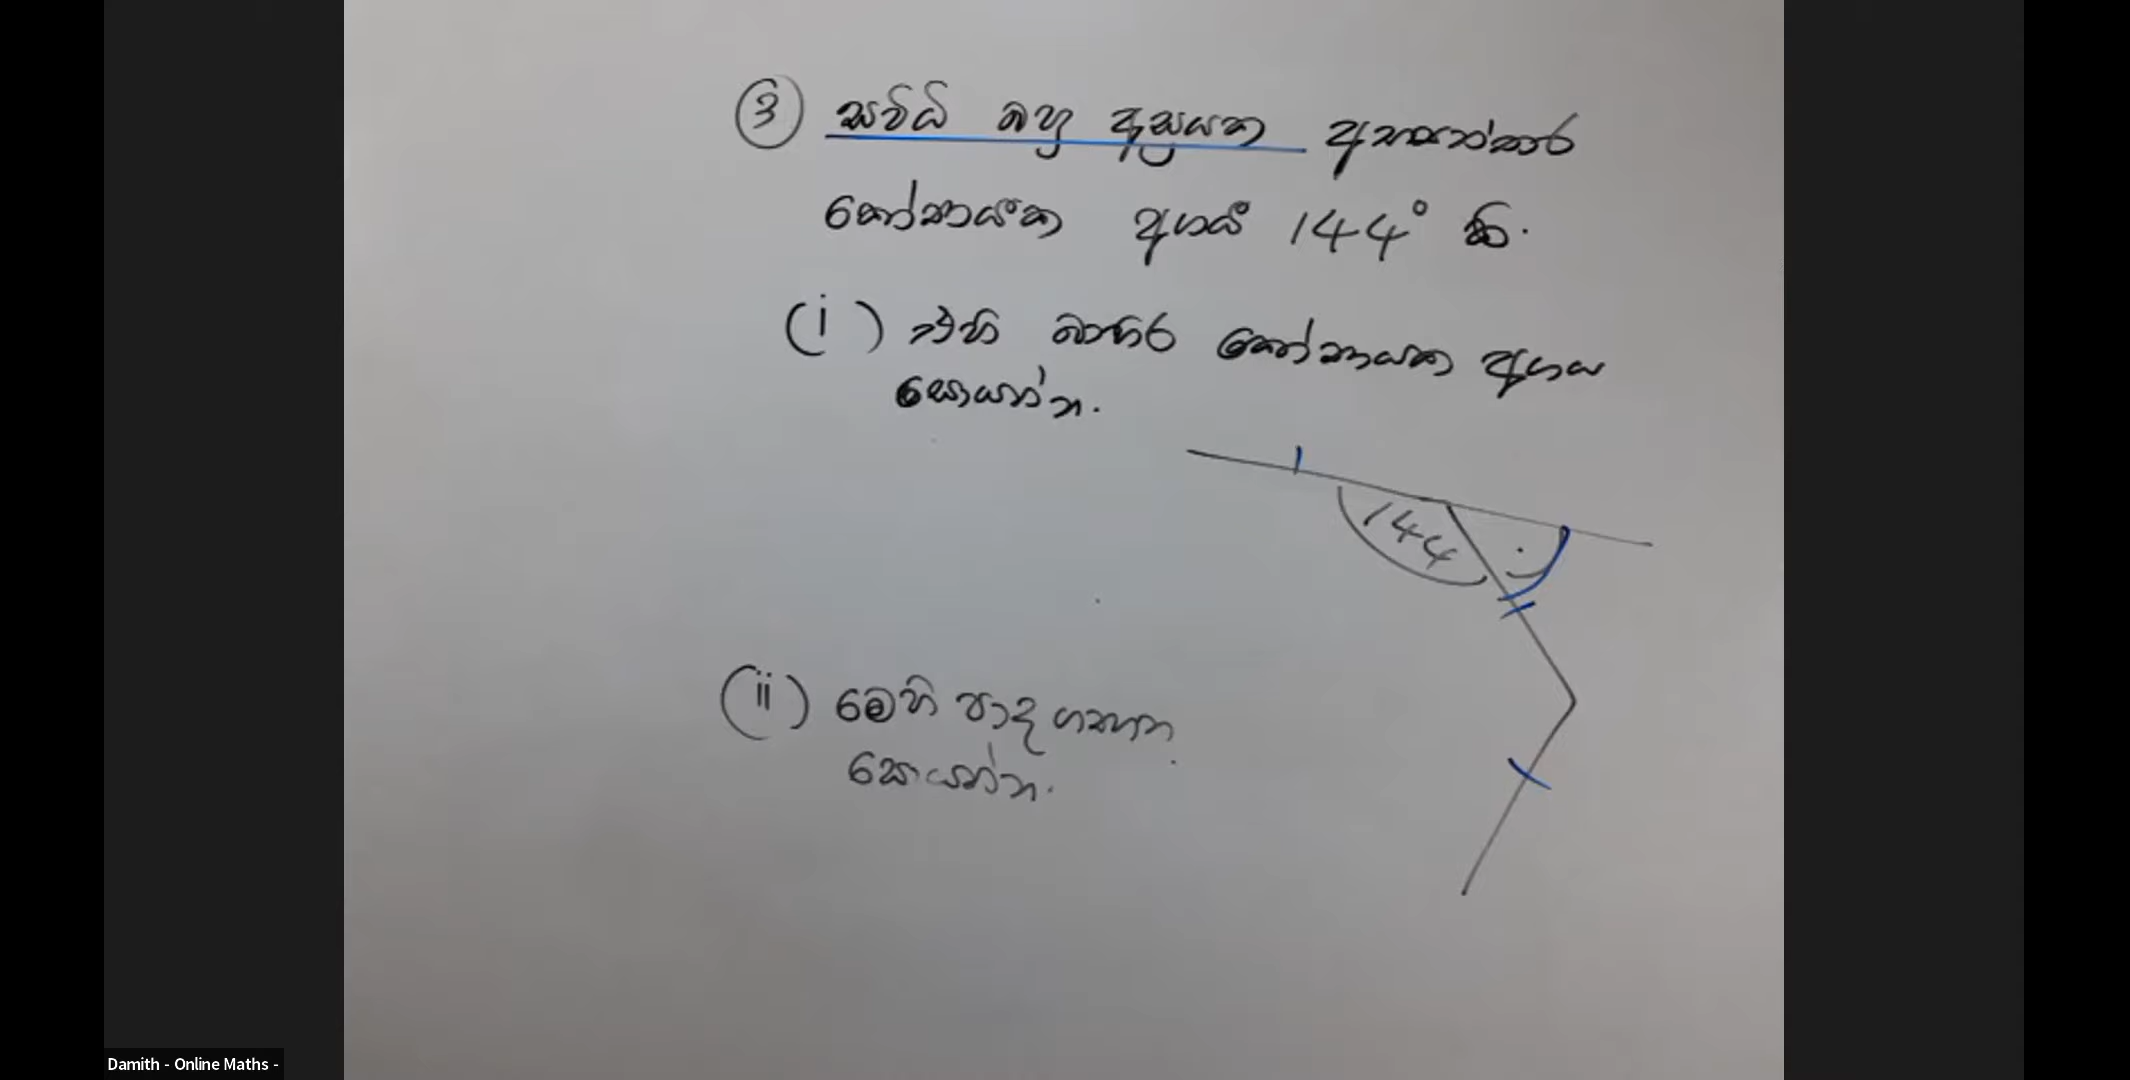 ③ සවිධි බහු අස්‍රයක අභ්‍යන්තර
කෝණයක අගය 144° කි.
(i) එහි බාහිර කෝණයක අගය
සොයන්න.
144
(ii) මෙහි පාද ගණන
සොයන්න.
Damith - Online Maths -